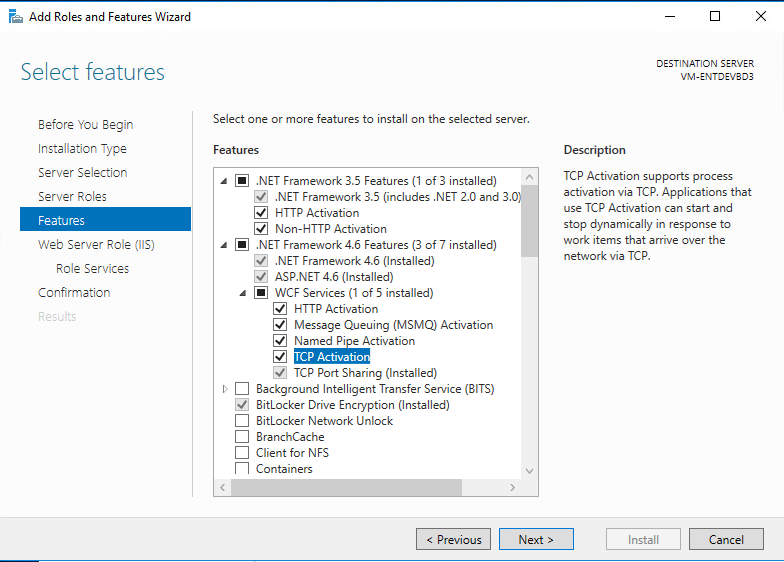 Add Roles and Features Wizard
Select features
DESTINATION SERVER
VM-ENTDEVBD3
Before You Begin
Installation Type
Server Selection
Server Roles
Features
Web Server Role (IIS)
Role Services
Confirmation
Results
Select one or more features to install on the selected server.
Features
.NET Framework 3.5 Features (1 of 3 installed)
.NET Framework 3.5 (includes .NET 2.0 and 3.0)
HTTP Activation
Non-HTTP Activation
.NET Framework 4.6 Features (3 of 7 installed)
.NET Framework 4.6 (Installed)
ASP.NET 4.6 (Installed)
WCF Services (1 of 5 installed)
HTTP Activation
Message Queuing (MSMQ) Activation
Named Pipe Activation
TCP Activation
TCP Port Sharing (Installed)
Background Intelligent Transfer Service (BITS)
BitLocker Drive Encryption (Installed)
BitLocker Network Unlock
BranchCache
Client for NFS
Containers
Description
TCP Activation supports process
activation via TCP. Applications that
use TCP Activation can start and
stop dynamically in response to
work items that arrive over the
network via TCP.
< Previous
Next >
Install
Cancel